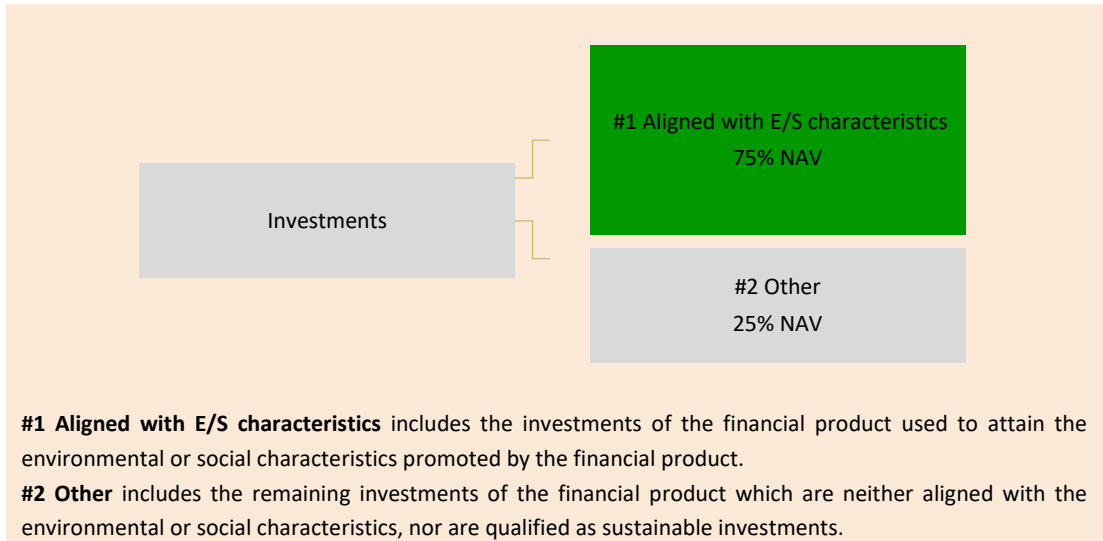 #1 Aligned with E/S characteristics
75% NAV
Investments
#2 Other
25% NAV
#1 Aligned with E/S characteristics includes the investments of the financial product used to attain the
environmental or social characteristics promoted by the financial product.
#2 Other includes the remaining investments of the financial product which are neither aligned with the
environmental or social characteristics, nor are qualified as sustainable investments.